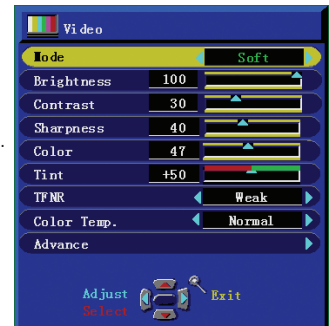 Video
Mode Soft
Brightness 100
Contrast 30
Sharpness 40
Color 47
Tint +50
TFNR Weak
Color Temp. Normal
Advance
Adjust Exit
Select